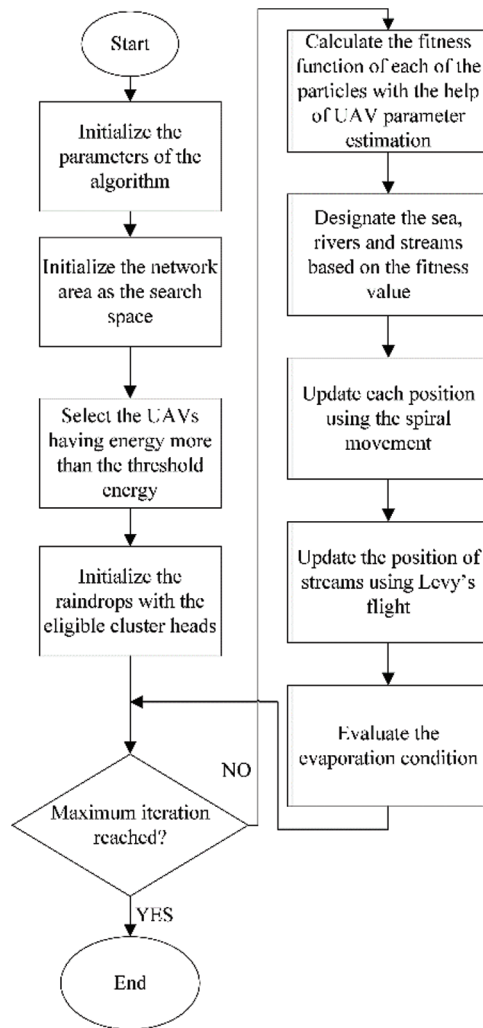 Start
Initialize the
parameters of the
algorithm
Initialize the network
area as the search
space
Select the UAVs
having energy more
than the threshold
energy
Initialize the
raindrops with the
eligible cluster heads
Maximum iteration
reached?
YES
End
NO
Calculate the fitness
function of each of the
particles with the help
of UAV parameter
estimation
Designate the sea,
rivers and streams
based on the fitness
value
Update each position
using the spiral
movement
Update the position of
streams using Levy's
flight
Evaluate the
evaporation condition